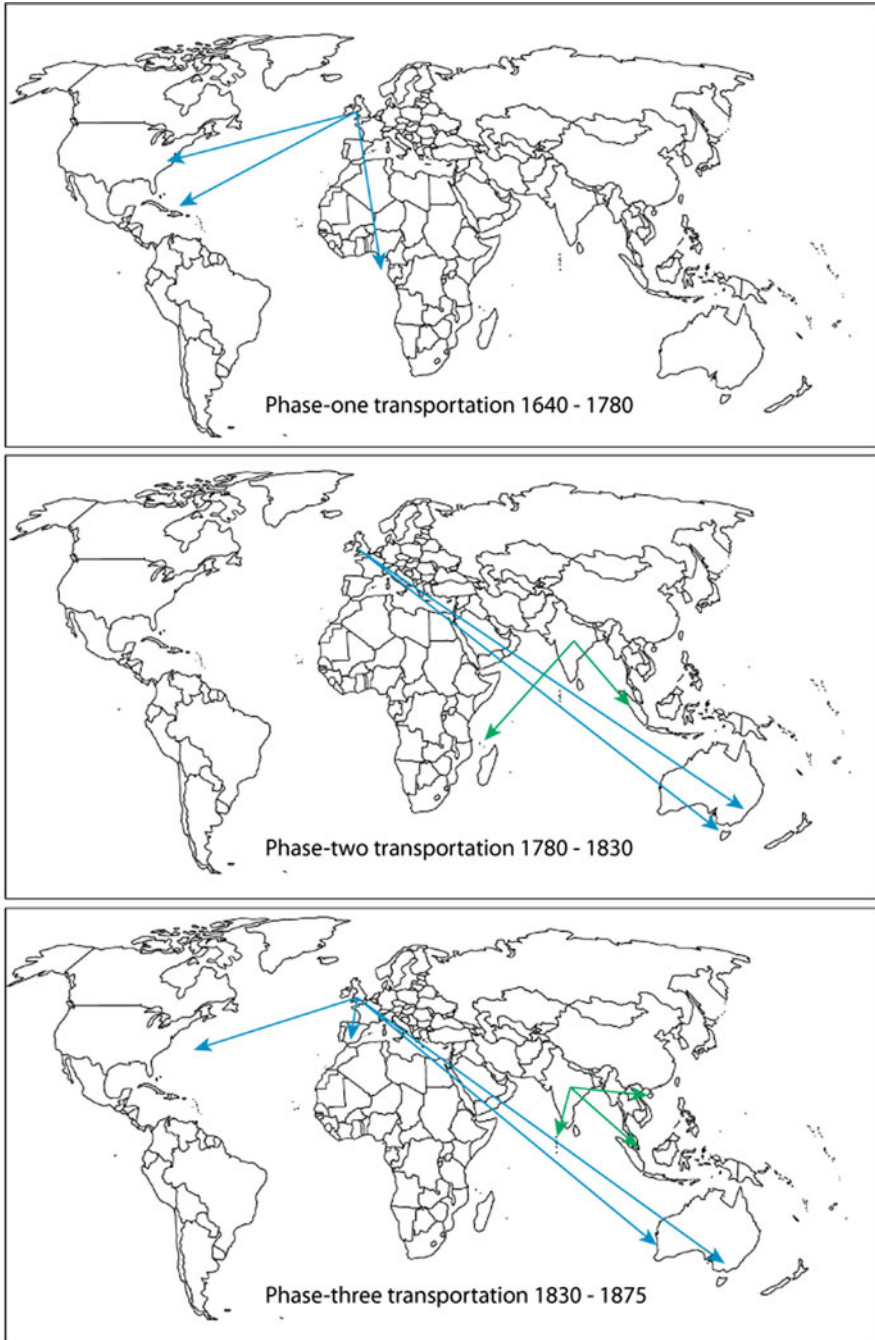 Phase-one transportation 1640 - 1780
Phase-two transportation 1780 - 1830
Phase-three transportation 1830 - 1875